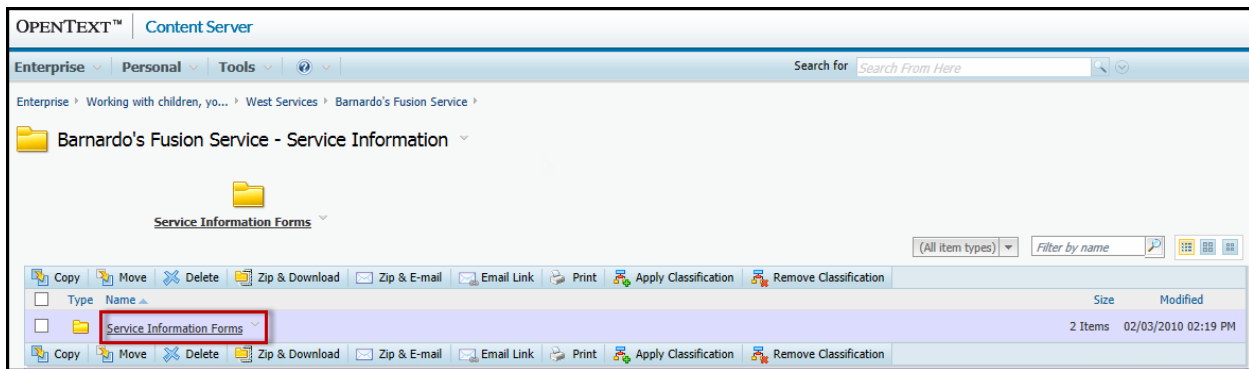 OPENTEXT™ Content Server
Enterprise Personal Tools Search for Search From Here
Enterprise Working with children, yo... West Services Barnardo's Fusion Service
Barnardo's Fusion Service - Service Information
Service Information Forms
(All item types) Filter by name
Copy Move Delete Zip & Download Zip & E-mail Email Link Print Apply Classification Remove Classification
Type Name Size Modified
Service Information Forms 2 Items 02/03/2010 02:19 PM
Copy Move Delete Zip & Download Zip & E-mail Email Link Print Apply Classification Remove Classification